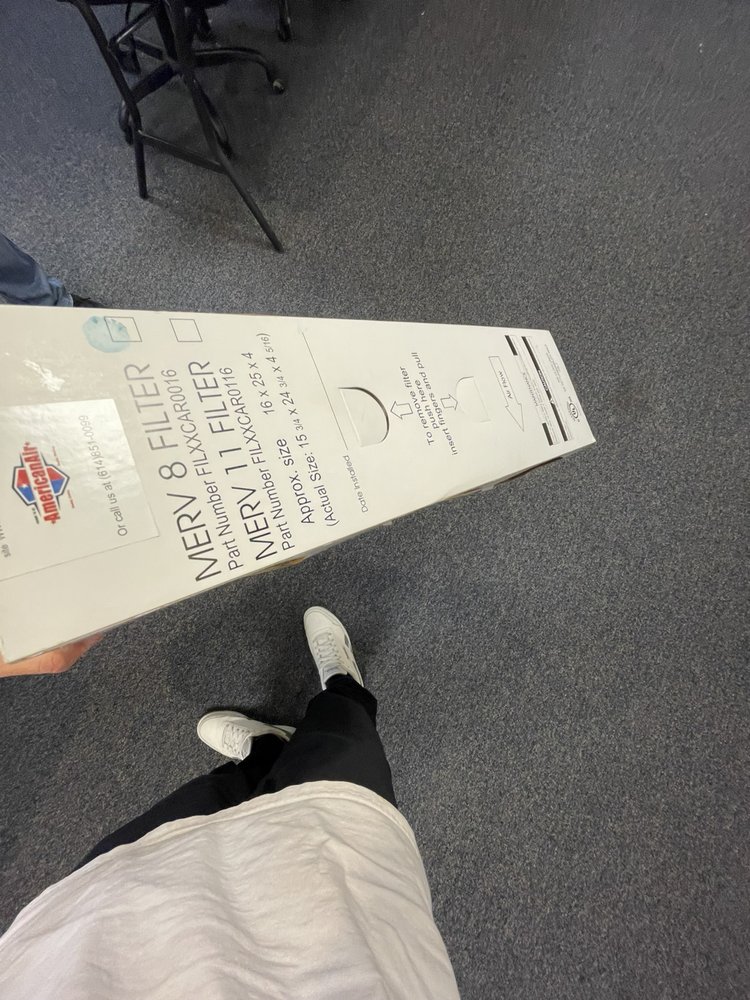 AmericanAir
Or call us at (614)651-0099
MERV 8 FILTER
Part Number FILXXCAR0016
MERV 11 FILTER
Part Number FILXXCAR0116
Approx. size 16 x 25 x 4
(Actual Size: 15 3/4 x 24 3/4 x 4 5/16)
Date Installed
To remove filter
push here and pull
insert fingers
Air Flow